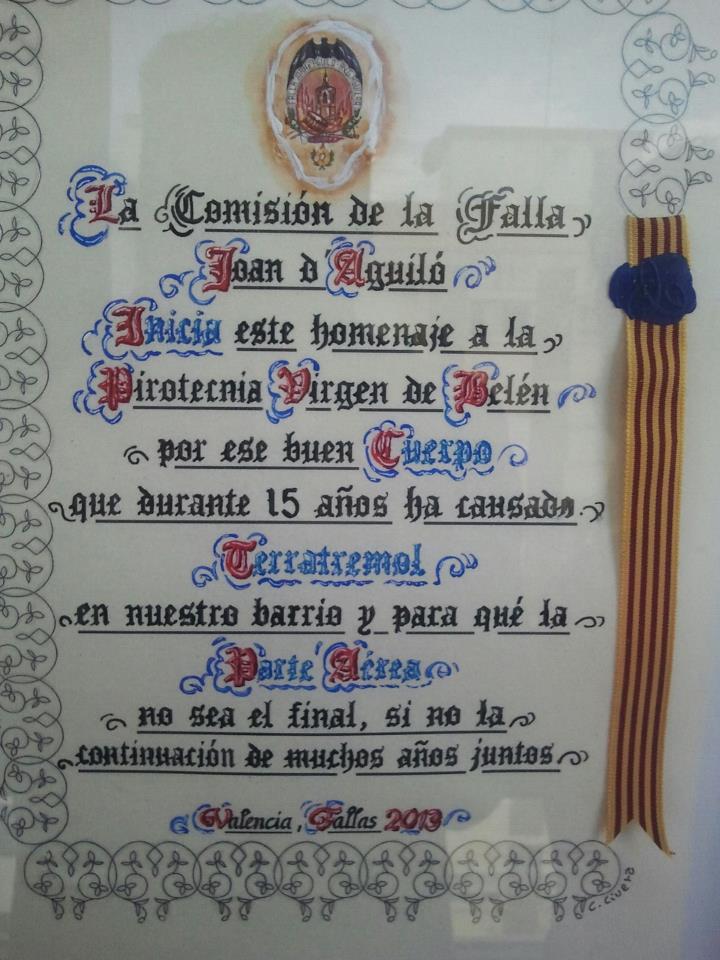 La Comisión de la Falla
Joan d'Aguiló
Inicia este homenaje a la
Pirotecnia Virgen de Belén
por ese buen Cuerpo
que durante 15 años ha causado
Terratremol
en nuestro barrio y para qué la
Parte Aérea
no sea el final, si no la
continuación de muchos años juntos
Valencia, Fallas 2013
C. Civera